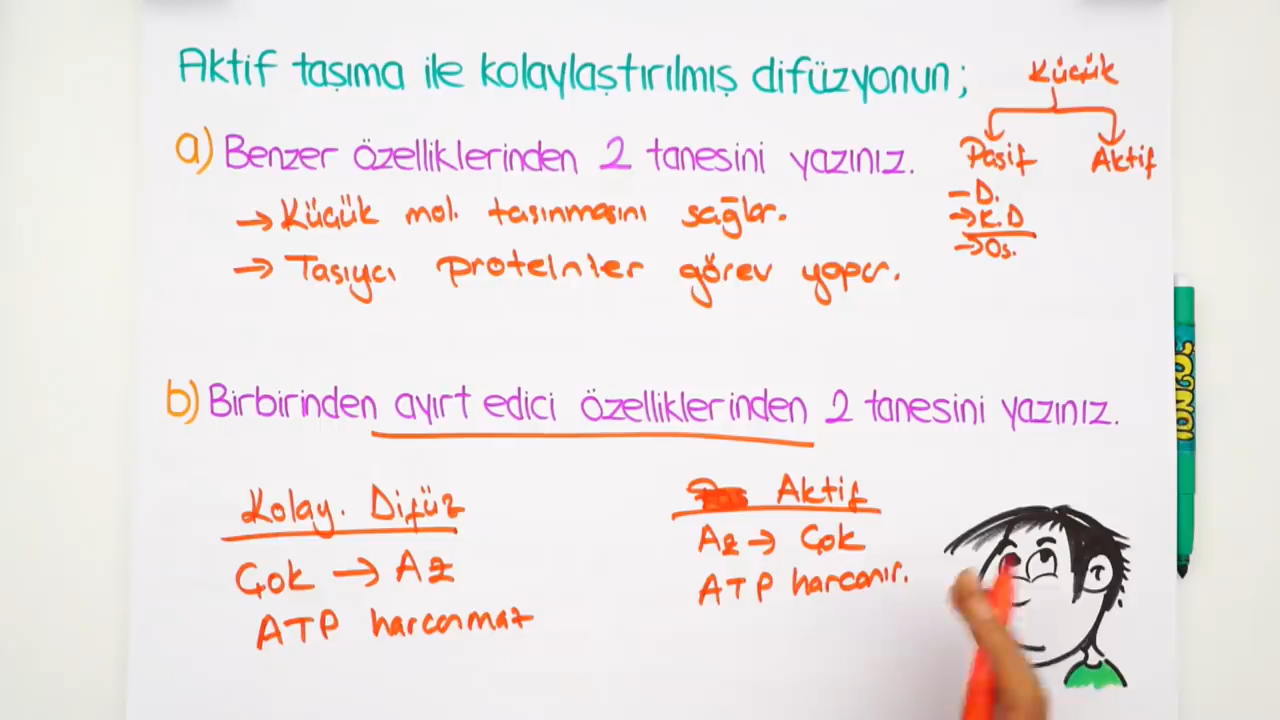 Aktif taşıma ile kolaylaştırılmış difüzyonun;
a) Benzer özelliklerinden 2 tanesini yazınız.
→ Küçük mol. taşınmasını sağlar.
→ Taşıyıcı proteinler görev yapar.
Küçük
Pasif Aktif
- D.
→ K.D
→ Os.
b) Birbirinden ayırt edici özelliklerinden 2 tanesini yazınız.
Kolay. Difüz
Çok → Az
ATP harcanmaz
Aktif
Az → Çok
ATP harcanır.